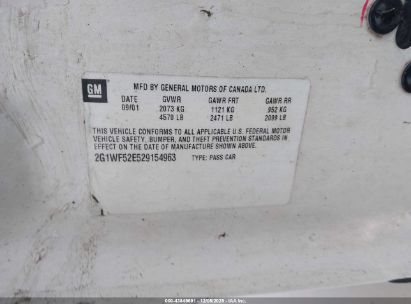 GM
MFD BY GENERAL MOTORS OF CANADA LTD.
DATE GVWR GAWR FRT GAWR RR
09/01 2073 KG 1121 KG 952 KG
4570 LB 2471 LB 2099 LB
THIS VEHICLE CONFORMS TO ALL APPLICABLE U.S. FEDERAL MOTOR
VEHICLE SAFETY, BUMPER, AND THEFT PREVENTION STANDARDS IN
EFFECT ON THE DATE OF MANUFACTURE SHOWN ABOVE.
2G1WF52E529154963 TYPE: PASS CAR